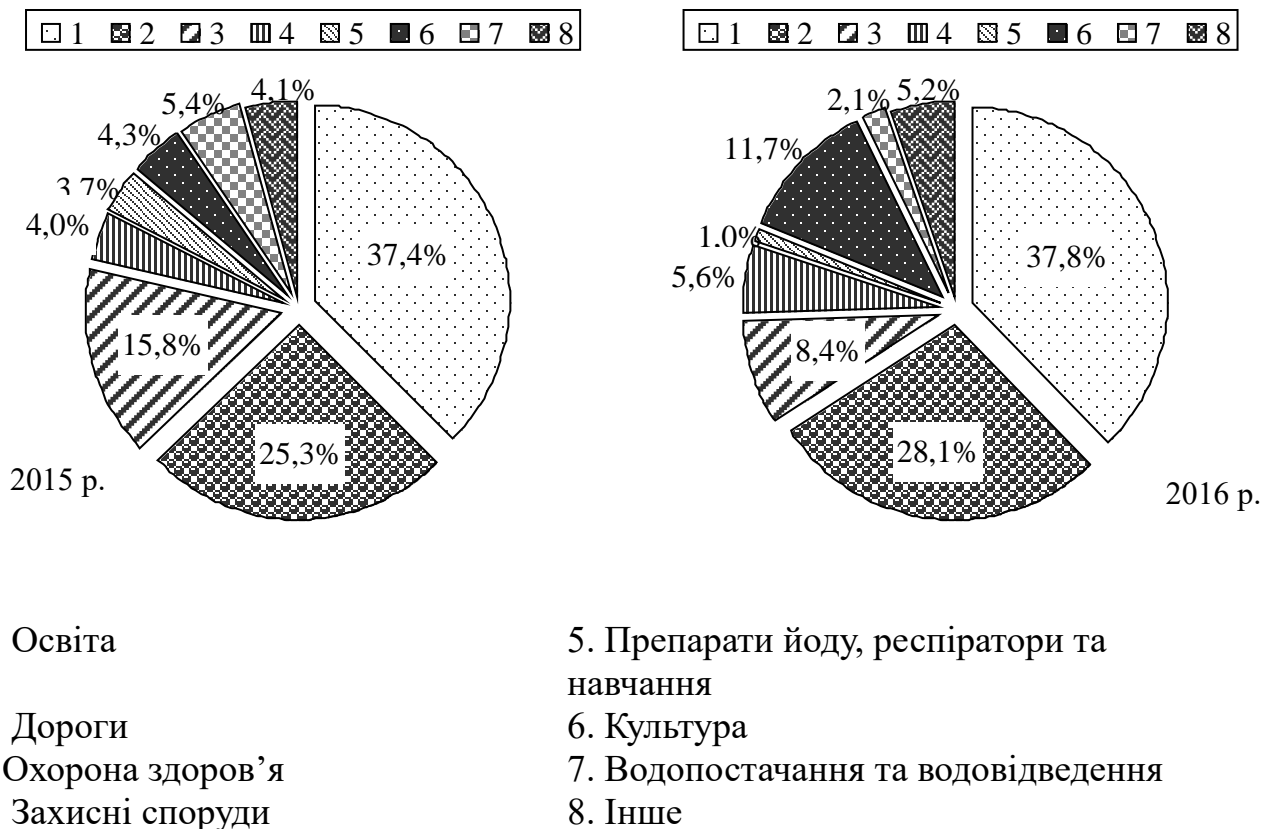 1 2 3 4 5 6 7 8
1 2 3 4 5 6 7 8
4,1%
5,4%
4,3%
3,7%
4,0%
37,4%
15,8%
25,3%
2015 р.
5,2%
2,1%
11,7%
1,0%
5,6%
37,8%
8,4%
28,1%
2016 р.
Освіта
Дороги
Охорона здоров’я
Захисні споруди
5. Препарати йоду, респіратори та
навчання
6. Культура
7. Водопостачання та водовідведення
8. Інше